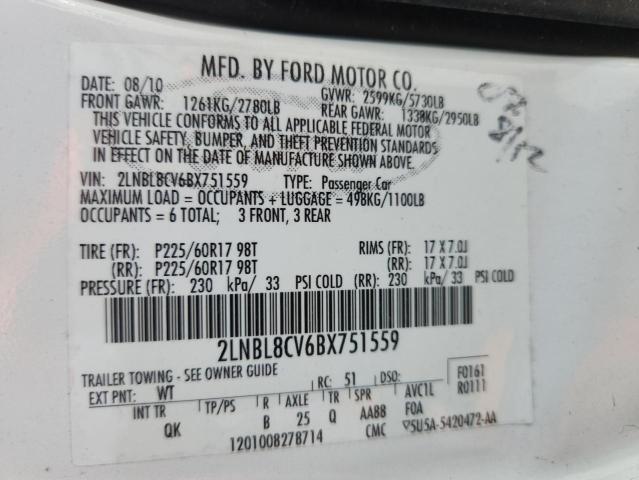 MFD. BY FORD MOTOR CO.
DATE: 08/10 GVWR: 2599KG/5730LB
FRONT GAWR: 1261KG/2780LB REAR GAWR: 1338KG/2950LB
THIS VEHICLE CONFORMS TO ALL APPLICABLE FEDERAL MOTOR
VEHICLE SAFETY, BUMPER, AND THEFT PREVENTION STANDARDS
IN EFFECT ON THE DATE OF MANUFACTURE SHOWN ABOVE.
VIN: 2LNBL8CV6BX751559 TYPE: Passenger Car
MAXIMUM LOAD = OCCUPANTS + LUGGAGE = 498KG/1100LB
OCCUPANTS = 6 TOTAL; 3 FRONT, 3 REAR
TIRE (FR): P225/60R17 98T RIMS (FR): 17 X 7.0J
(RR): P225/60R17 98T (RR): 17 X 7.0J
PRESSURE (FR): 230 kPa/ 33 PSI COLD (RR): 230 kPa/ 33 PSI COLD
2LNBL8CV6BX751559
TRAILER TOWING - SEE OWNER GUIDE
EXT PNT: WT RC: 51 DSO: F0161
INT TR TP/PS R AXLE TR SPR AVC1L R0111
QK B 25 Q AA88 FOA
1201008278714 CMC 5U5A-5420472-AA